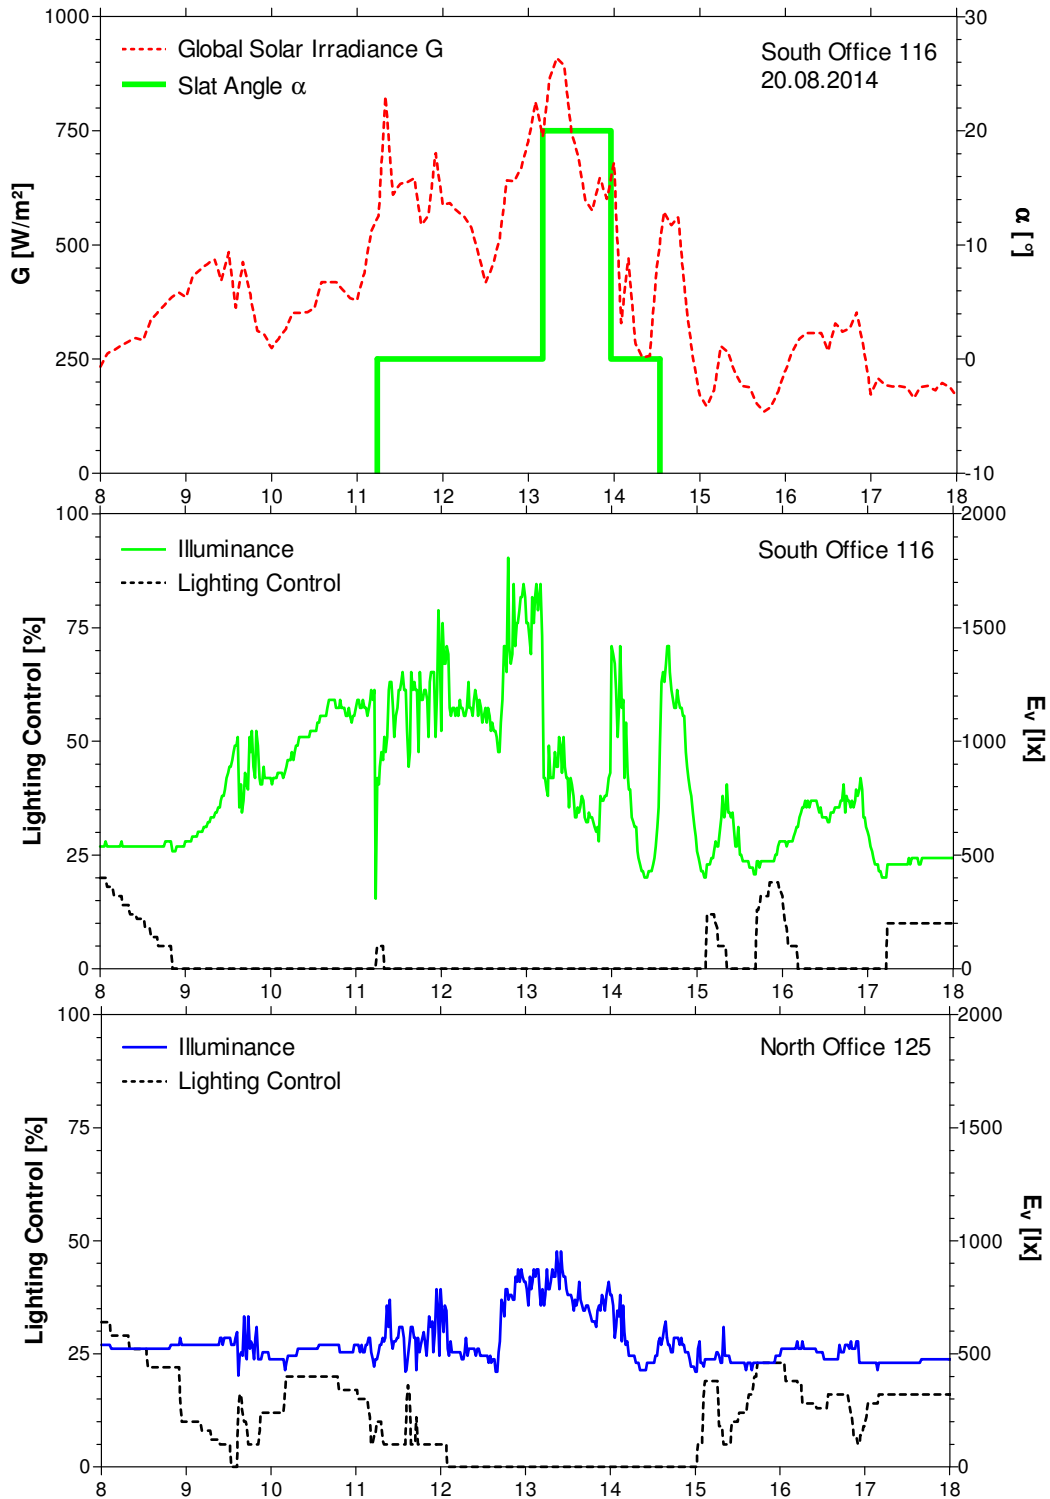 1000
30
Global Solar Irradiance G
South Office 116
Slat Angle α
20.08.2014
750
20
G [W/m²]
α [°]
500
10
250
0
0
-10
8 9 10 11 12 13 14 15 16 17 18
100
2000
Illuminance
South Office 116
Lighting Control
75
1500
Lighting Control [%]
Ev [lx]
50
1000
25
500
0
0
8 9 10 11 12 13 14 15 16 17 18
100
2000
Illuminance
North Office 125
Lighting Control
75
1500
Lighting Control [%]
Ev [lx]
50
1000
25
500
0
0
8 9 10 11 12 13 14 15 16 17 18